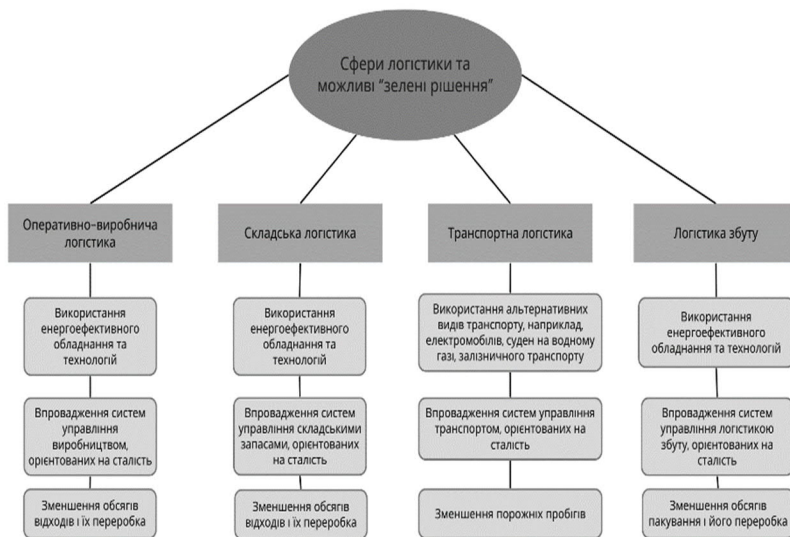 Сфери логістики та
можливі "зелені рішення"
Оперативно-виробнича
логістика
Складська логістика
Транспортна логістика
Логістика збуту
Використання
енергоефективного
обладнання та
технологій
Використання
енергоефективного
обладнання та
технологій
Використання альтернативних
видів транспорту, наприклад,
електромобілів, суден на водному
газі, залізничного транспорту
Використання
енергоефективного
обладнання та технологій
Впровадження систем
управління
виробництвом,
орієнтованих на сталість
Впровадження систем
управління складськими
запасами, орієнтованих
на сталість
Впровадження систем управління
транспортом, орієнтованих на
сталість
Впровадження систем
управління логістикою
збуту, орієнтованих на
сталість
Зменшення обсягів
відходів і їх переробка
Зменшення обсягів
відходів і їх переробка
Зменшення порожніх пробігів
Зменшення обсягів
пакування і його переробка